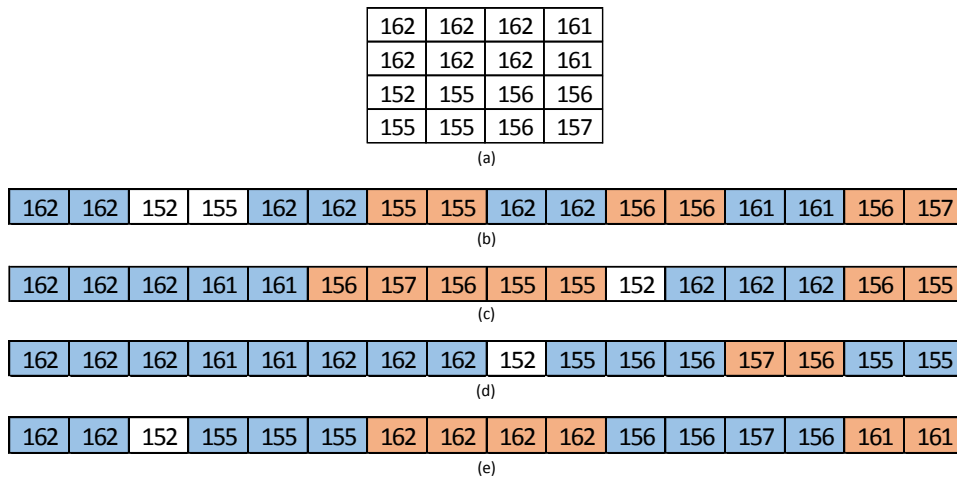 162 162 162 161
162 162 162 161
152 155 156 156
155 155 156 157
(a)
162 162 152 155 162 162 155 155 162 162 156 156 161 161 156 157
(b)
162 162 162 161 161 156 157 156 155 155 152 162 162 162 156 155
(c)
162 162 162 161 161 162 162 162 152 155 156 156 157 156 155 155
(d)
162 162 152 155 155 155 162 162 162 162 156 156 157 156 161 161
(e)